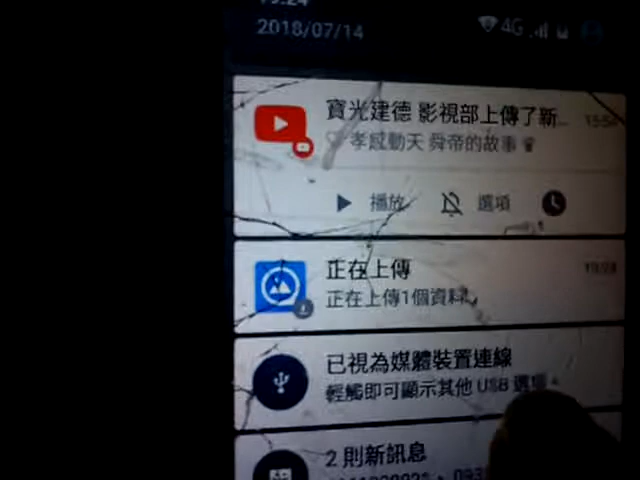 19:24
2018/07/14
4G
寶光建德 影視部上傳了新...
孝感動天 舜帝的故事
播放
選項
正在上傳
正在上傳1個資料
已視為媒體裝置連線
輕觸即可顯示其他 USB 選項。
2 則新訊息